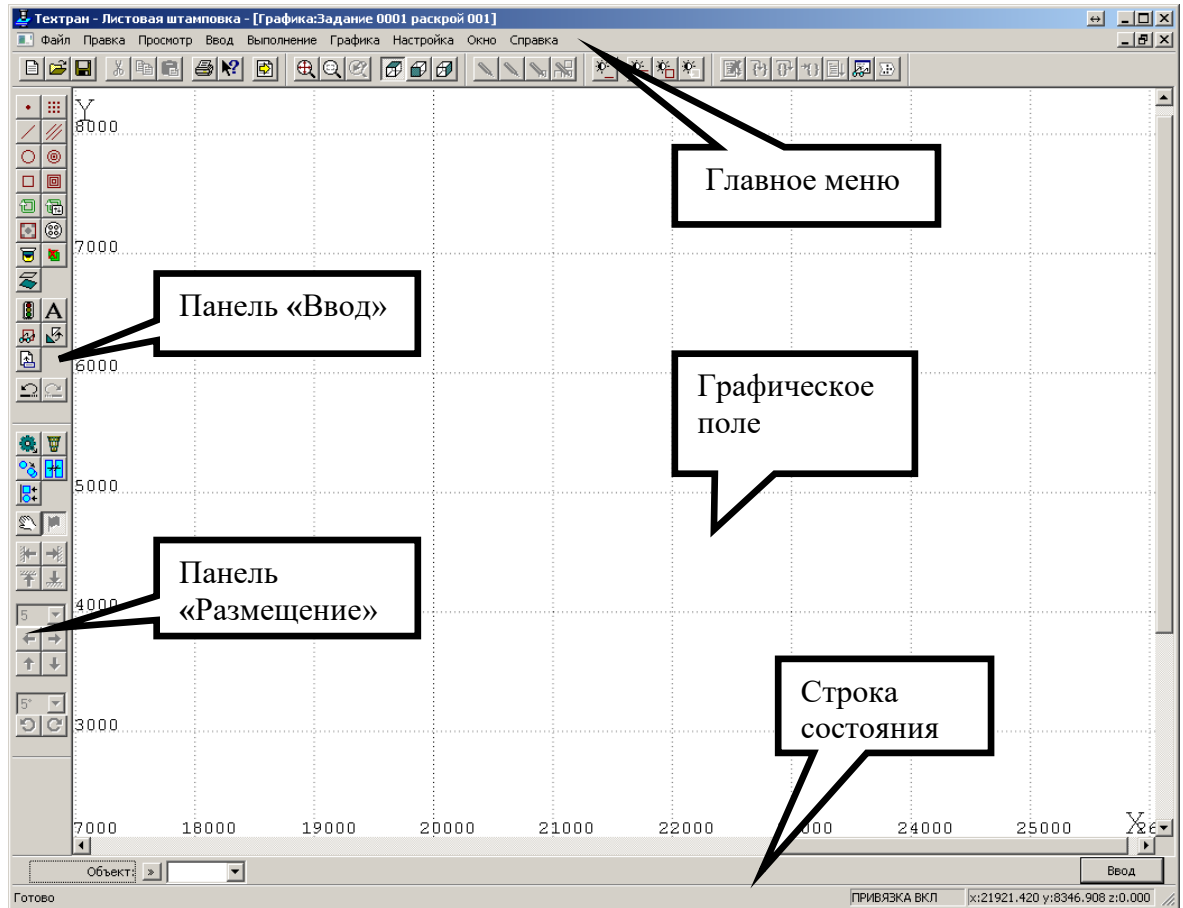 Техтран - Листовая штамповка - [Графика:Задание 0001 раскрой 001]
Файл Правка Просмотр Ввод Выполнение Графика Настройка Окно Справка
Y
8000
Главное меню
7000
Панель «Ввод»
6000
Графическое
поле
5000
Панель
«Размещение»
4000
5
Строка
состояния
5°
3000
7000 18000 19000 20000 21000 22000 24000 25000 X
Объект: » Ввод
Готово ПРИВЯЗКА ВКЛ x:21921.420 y:8346.908 z:0.000